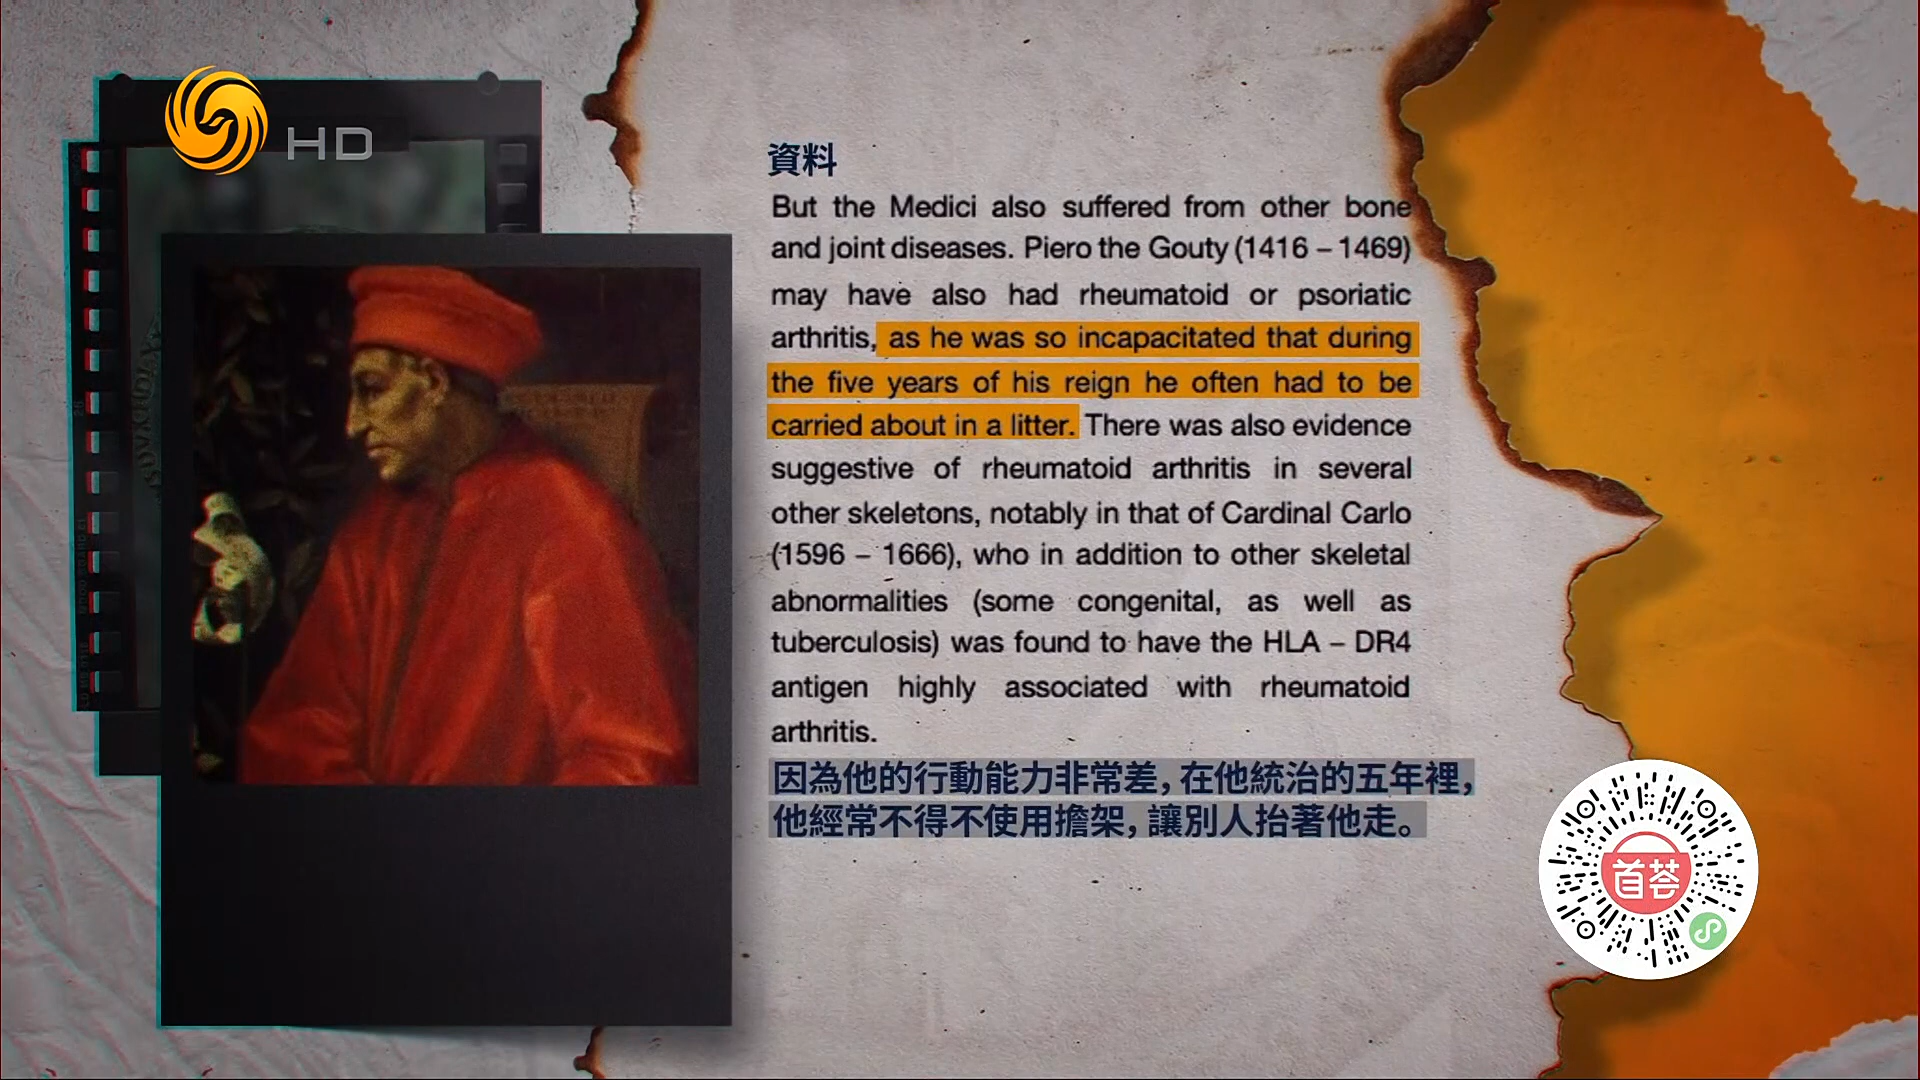 HD
資料
But the Medici also suffered from other bone
and joint diseases. Piero the Gouty (1416 – 1469)
may have also had rheumatoid or psoriatic
arthritis, as he was so incapacitated that during
the five years of his reign he often had to be
carried about in a litter. There was also evidence
suggestive of rheumatoid arthritis in several
other skeletons, notably in that of Cardinal Carlo
(1596 – 1666), who in addition to other skeletal
abnormalities (some congenital, as well as
tuberculosis) was found to have the HLA – DR4
antigen highly associated with rheumatoid
arthritis.
因為他的行動能力非常差，在他統治的五年裡，
他經常不得不使用擔架，讓別人抬著他走。
首荟